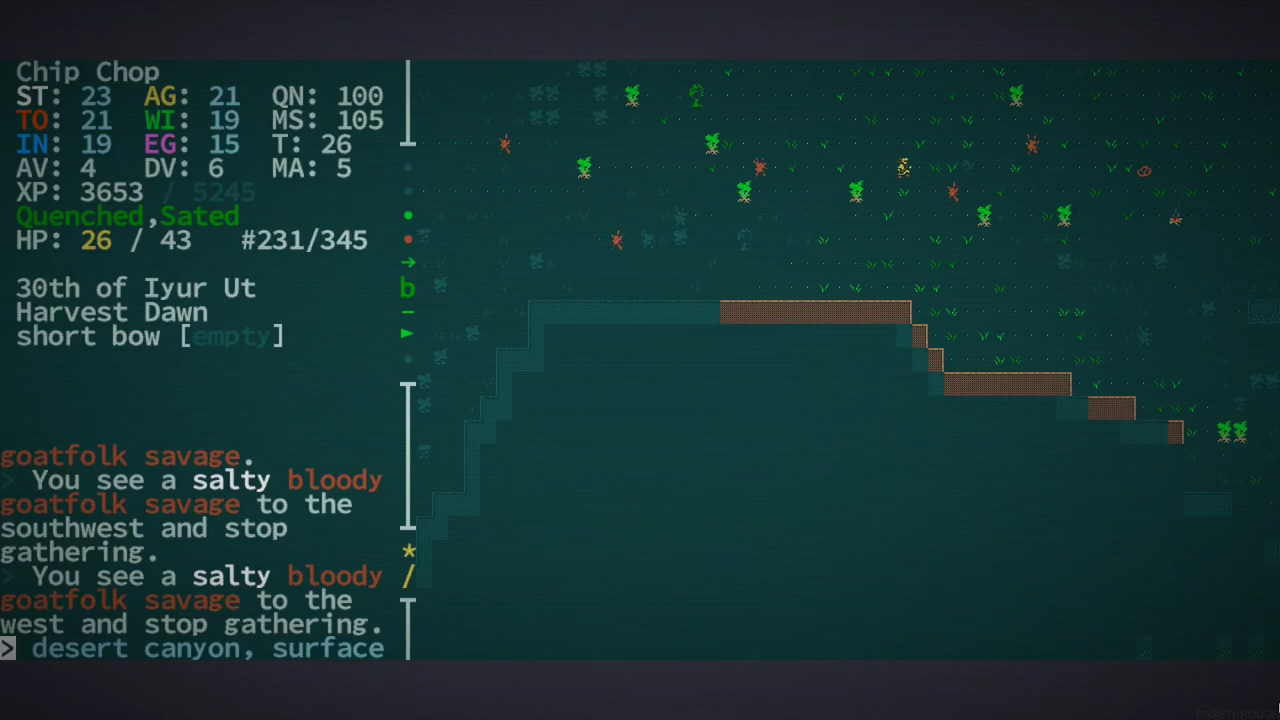 Chip Chop
ST: 23 AG: 21 QN: 100
TO: 21 WI: 19 MS: 105
IN: 19 EG: 15 T: 26
AV: 4 DV: 6 MA: 5
XP: 3653 / 5245
Quenched,Sated
HP: 26 / 43 #231/345
30th of Iyur Ut
Harvest Dawn
short bow [empty]
goatfolk savage.
> You see a salty bloody
goatfolk savage to the
southwest and stop
gathering.
> You see a salty bloody
goatfolk savage to the
west and stop gathering.
> desert canyon, surface
b
*
/